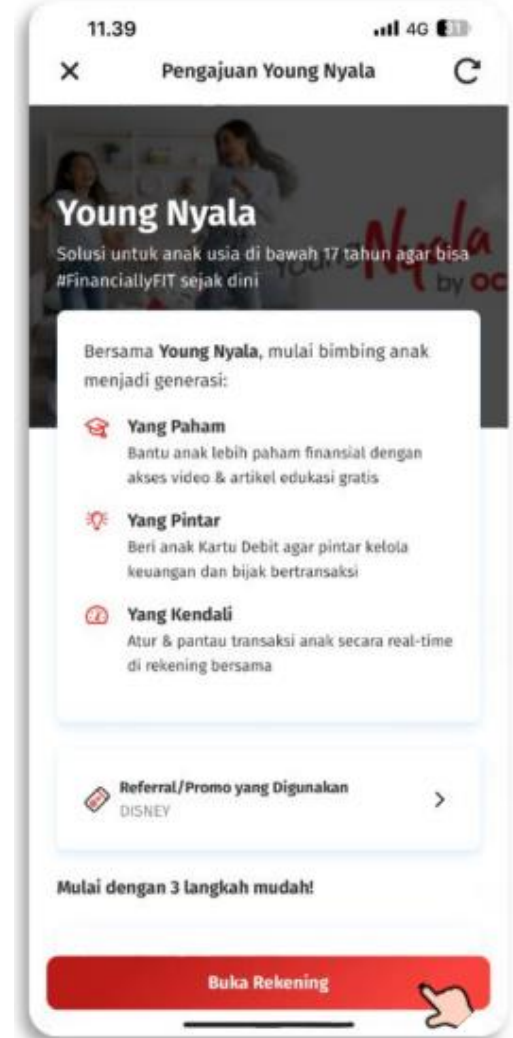 11.39
4G 31
Pengajuan Young Nyala
Young Nyala
Solusi untuk anak usia di bawah 17 tahun agar bisa
#FinanciallyFIT sejak dini
Young Nyala
by oc
Bersama Young Nyala, mulai bimbing anak
menjadi generasi:
Yang Paham
Bantu anak lebih paham finansial dengan
akses video & artikel edukasi gratis
Yang Pintar
Beri anak Kartu Debit agar pintar kelola
keuangan dan bijak bertransaksi
Yang Kendali
Atur & pantau transaksi anak secara real-time
di rekening bersama
Referral/Promo yang Digunakan
DISNEY
Mulai dengan 3 langkah mudah!
Buka Rekening